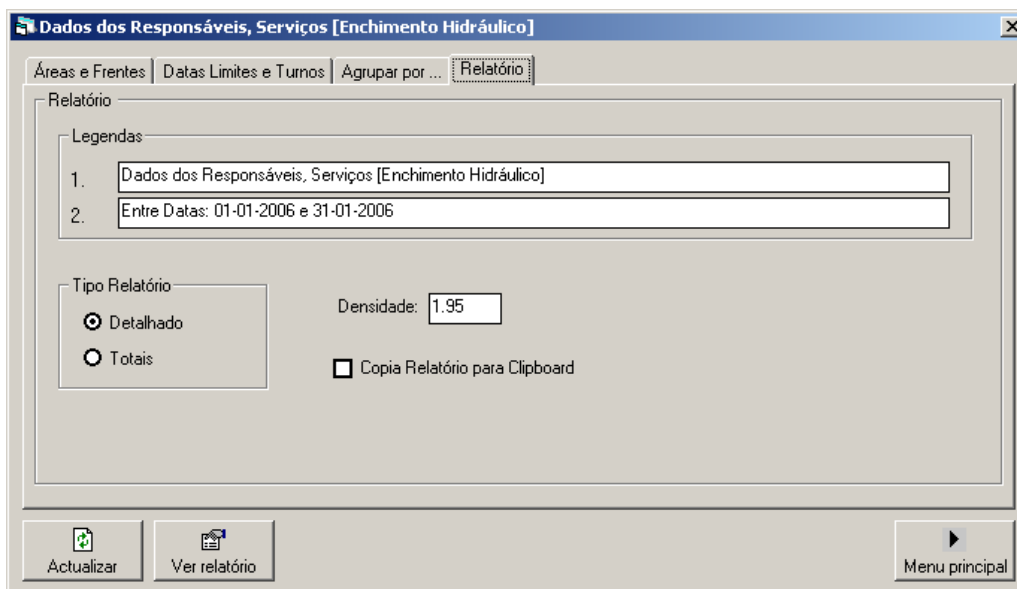 Dados dos Responsáveis, Serviços [Enchimento Hidráulico]
Áreas e Frentes Datas Limites e Turnos Agrupar por ... Relatório
Relatório
Legendas
1. Dados dos Responsáveis, Serviços [Enchimento Hidráulico]
2. Entre Datas: 01-01-2006 e 31-01-2006
Tipo Relatório
Detalhado
Totais
Densidade: 1.95
Copia Relatório para Clipboard
Actualizar Ver relatório Menu principal